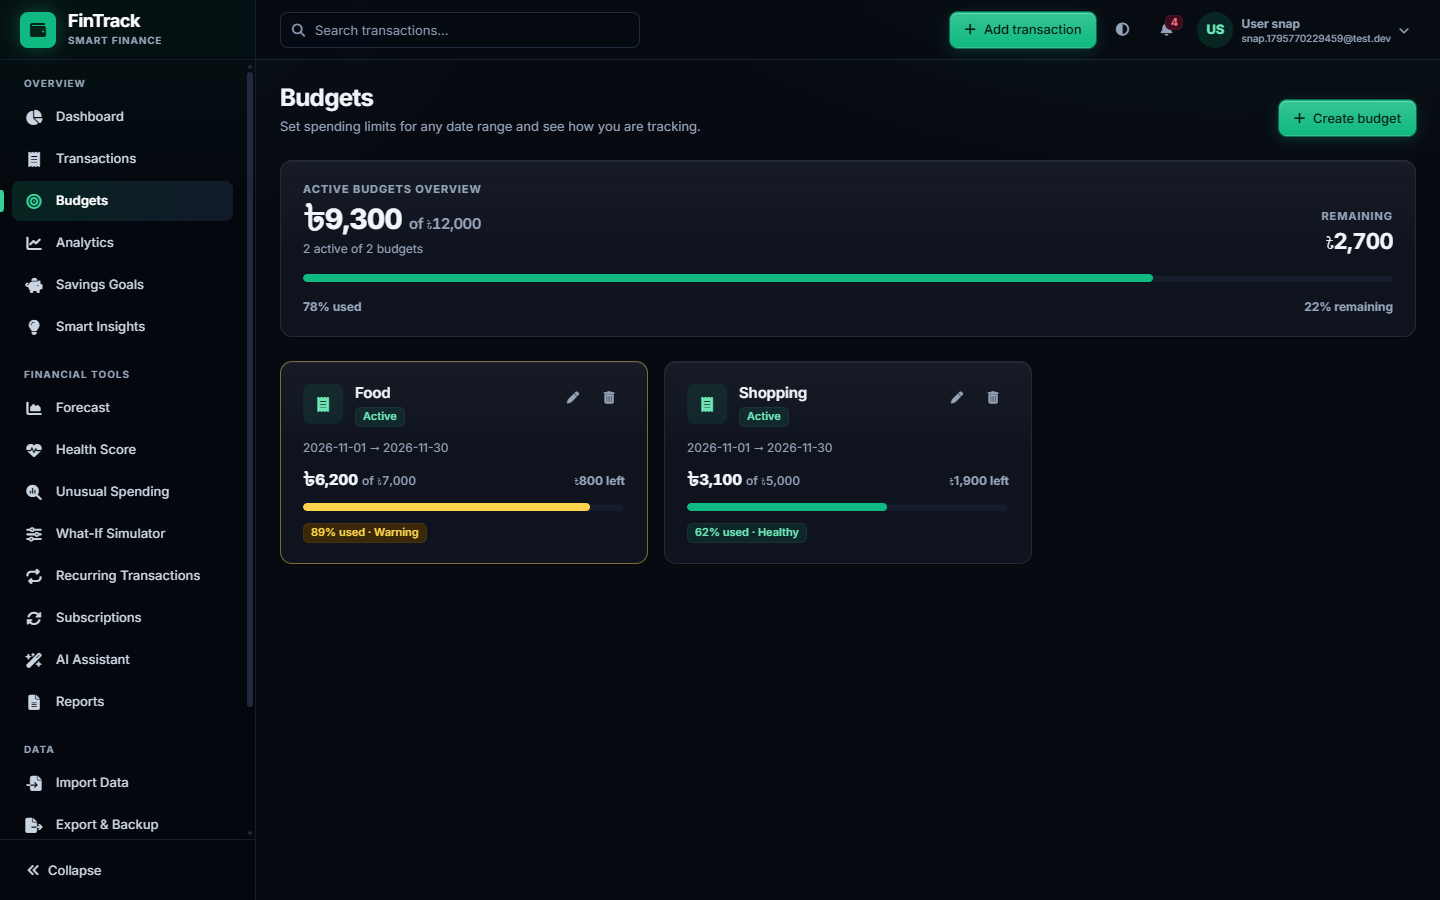 FinTrack
SMART FINANCE
Search transactions...
+ Add transaction
4
US
User snap
snap.1795770229459@test.dev
OVERVIEW
Dashboard
Transactions
Budgets
Analytics
Savings Goals
Smart Insights
FINANCIAL TOOLS
Forecast
Health Score
Unusual Spending
What-If Simulator
Recurring Transactions
Subscriptions
AI Assistant
Reports
DATA
Import Data
Export & Backup
Collapse
Budgets
Set spending limits for any date range and see how you are tracking.
+ Create budget
ACTIVE BUDGETS OVERVIEW
৳9,300 of ৳12,000
2 active of 2 budgets
REMAINING
৳2,700
78% used
22% remaining
Food
Active
2026-11-01 → 2026-11-30
৳6,200 of ৳7,000
৳800 left
89% used · Warning
Shopping
Active
2026-11-01 → 2026-11-30
৳3,100 of ৳5,000
৳1,900 left
62% used · Healthy